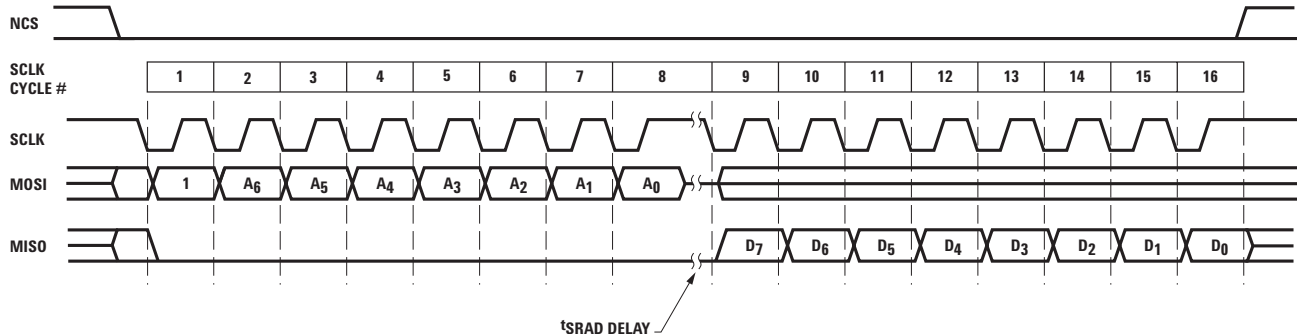 NCS
SCLK
CYCLE #
1 2 3 4 5 6 7 8 9 10 11 12 13 14 15 16
SCLK
MOSI
1 A6 A5 A4 A3 A2 A1 A0
MISO
D7 D6 D5 D4 D3 D2 D1 D0
tSRAD DELAY